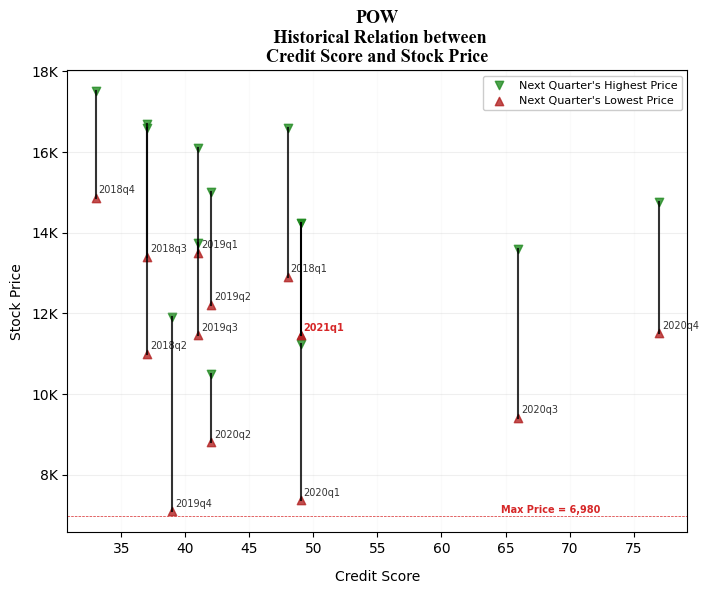 POW
Historical Relation between
Credit Score and Stock Price
Next Quarter's Highest Price
Next Quarter's Lowest Price
18K
16K
14K
12K
10K
8K
Stock Price
2018q4
2018q3
2019q1
2018q1
2019q2
2019q3
2021q1
2020q4
2018q2
2020q3
2020q2
2020q1
2019q4
Max Price = 6,980
35 40 45 50 55 60 65 70 75
Credit Score